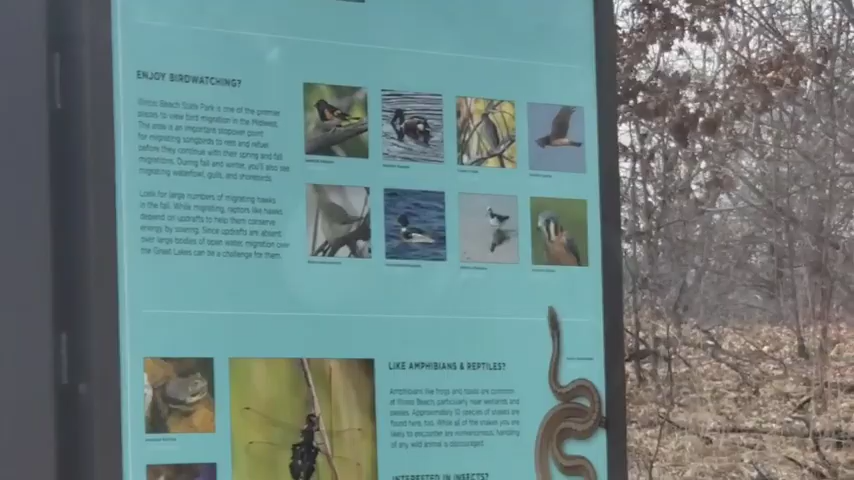 ENJOY BIRDWATCHING?
Illinois Beach State Park is one of the premier
places to view bird migration in the Midwest.
The area is an important stopover point
for migrating songbirds to rest and refuel
before they continue with their spring and fall
migrations. During fall and winter, you'll also see
migrating waterfowl, gulls, and shorebirds.
Look for large numbers of migrating hawks
in the fall. While migrating, raptors like hawks
depend on updrafts to help them conserve
energy by soaring. Since updrafts are absent
over large bodies of open water, migration over
the Great Lakes can be a challenge for them.
LIKE AMPHIBIANS & REPTILES?
Amphibians like frogs and toads are common
at Illinois Beach, particularly near wetlands and
Approximately 10 species of snakes are
found here, too. While all of the snakes you are
likely to encounter are nonvenomous, handling
of any wild animal is discouraged.
INTERESTED IN INSECTS?